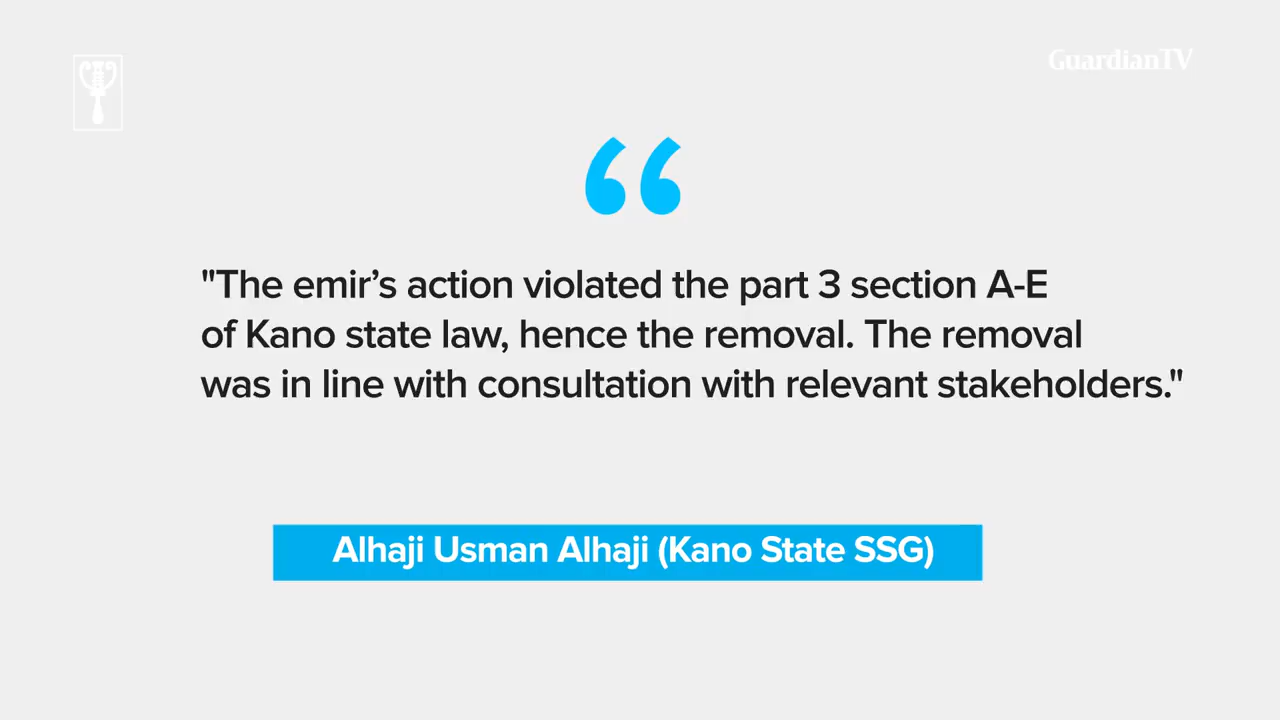 GuardianTV
"The emir’s action violated the part 3 section A-E
of Kano state law, hence the removal. The removal
was in line with consultation with relevant stakeholders."
Alhaji Usman Alhaji (Kano State SSG)